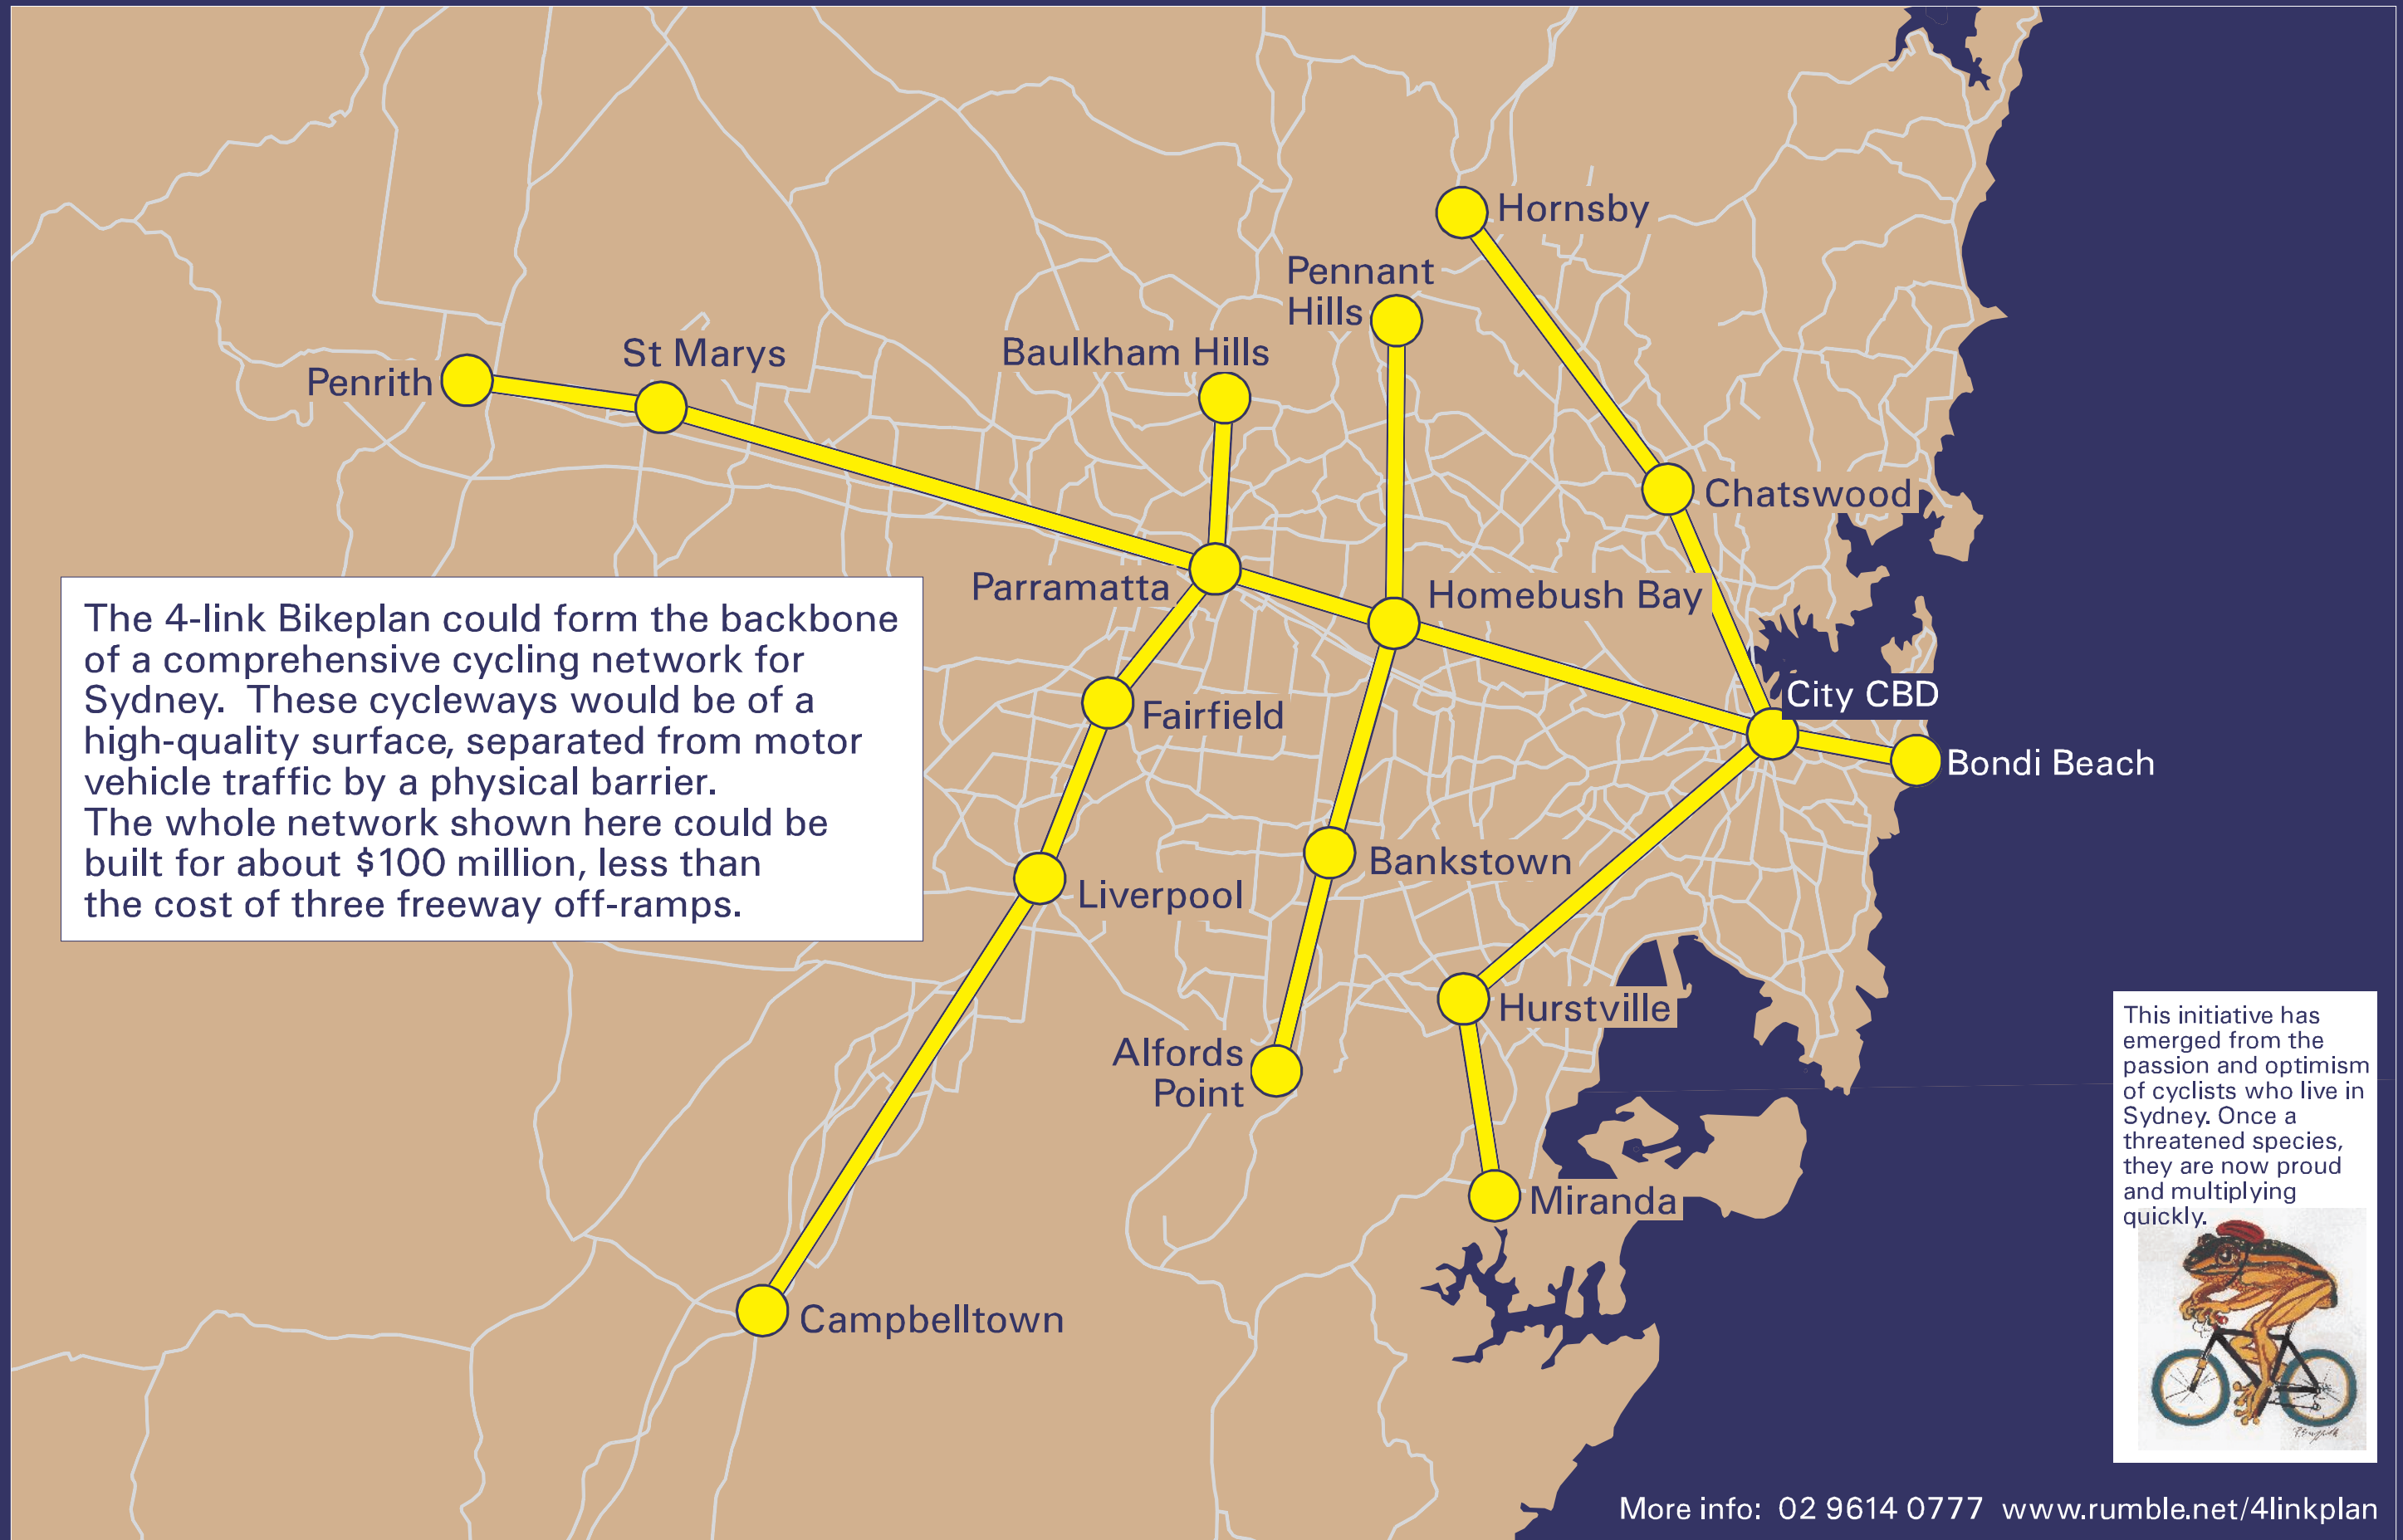 Hornsby
Pennant
Hills
St Marys
Baulkham Hills
Penrith
Chatswood
Parramatta
Homebush Bay
The 4-link Bikeplan could form the backbone
of a comprehensive cycling network for
Sydney.  These cycleways would be of a
high-quality surface, separated from motor
vehicle traffic by a physical barrier.
The whole network shown here could be
built for about $100 million, less than
the cost of three freeway off-ramps.
City CBD
Fairfield
Bondi Beach
Bankstown
Liverpool
Hurstville
Alfords
Point
Miranda
Campbelltown
This initiative has
emerged from the
passion and optimism
of cyclists who live in
Sydney. Once a
threatened species,
they are now proud
and multiplying
quickly.
More info:  02 9614 0777  www.rumble.net/4linkplan